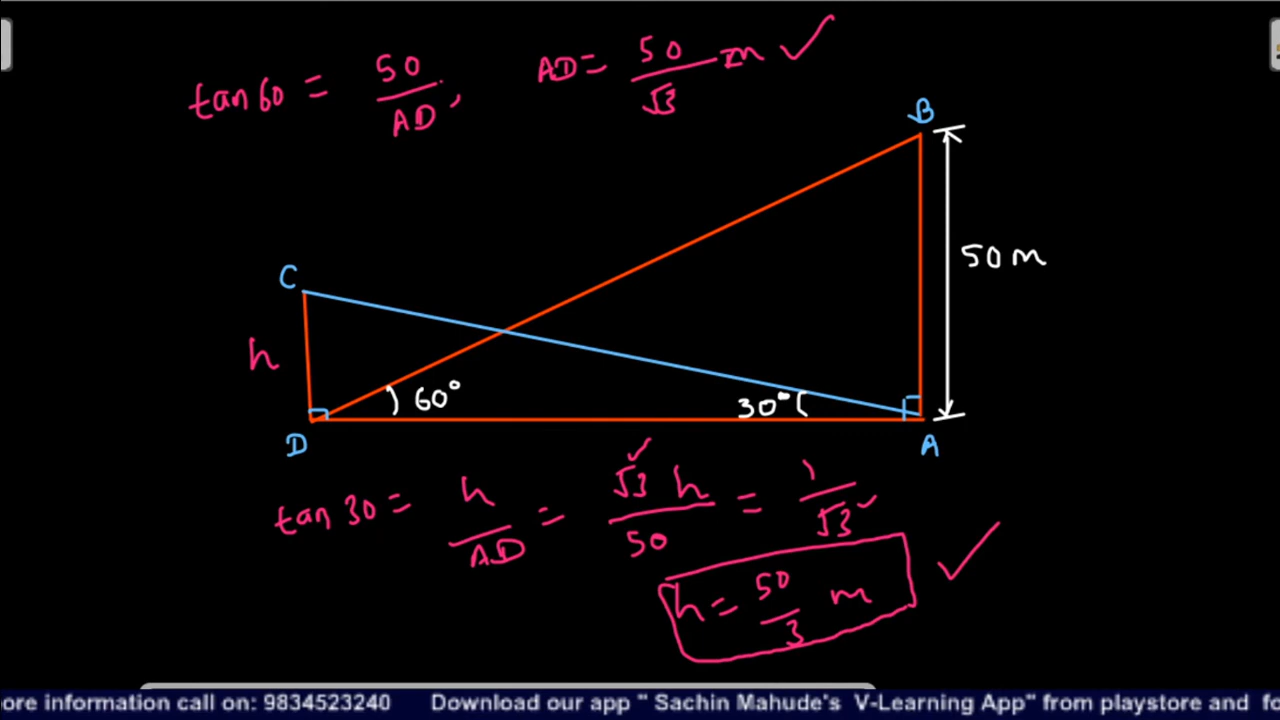 tan 60 = 50/AD, AD = 50/√3 m ✓
B
50 m
C
h
60°
30°
D
A
tan 30 = h/AD = √3 h/50 = 1/√3
h = 50/3 m ✓
ore information call on: 9834523240 Download our app " Sachin Mahude's V-Learning App" from playstore and fo